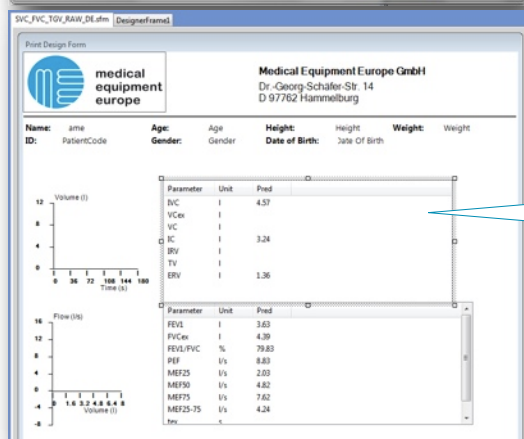 SVC_FVC_TGV_RAW_DE.sfm DesignerFrame1
Print Design Form
medical
equipment
europe
Medical Equipment Europe GmbH
Dr.-Georg-Schäfer-Str. 14
D 97762 Hammelburg
Name: ame Age: Age Height: Height Weight: Weight
ID: PatientCode Gender: Gender Date of Birth: Date Of Birth
Volume (l)
12
8
4
0
0 36 72 108 144 180
Time (s)
Parameter Unit Pred
IVC l 4.57
VCex l
VC l
IC l 3.24
IRV l
TV l
ERV l 1.36
Flow (l/s)
16
12
8
4
0
-4
-8
0 1.6 3.2 4.8 6.4 8
Volume (l)
Parameter Unit Pred
FEV1 l 3.63
FVCex l 4.39
FEV1/FVC % 79.83
PEF l/s 8.83
MEF25 l/s 2.03
MEF50 l/s 4.82
MEF75 l/s 7.62
MEF25-75 l/s 4.24